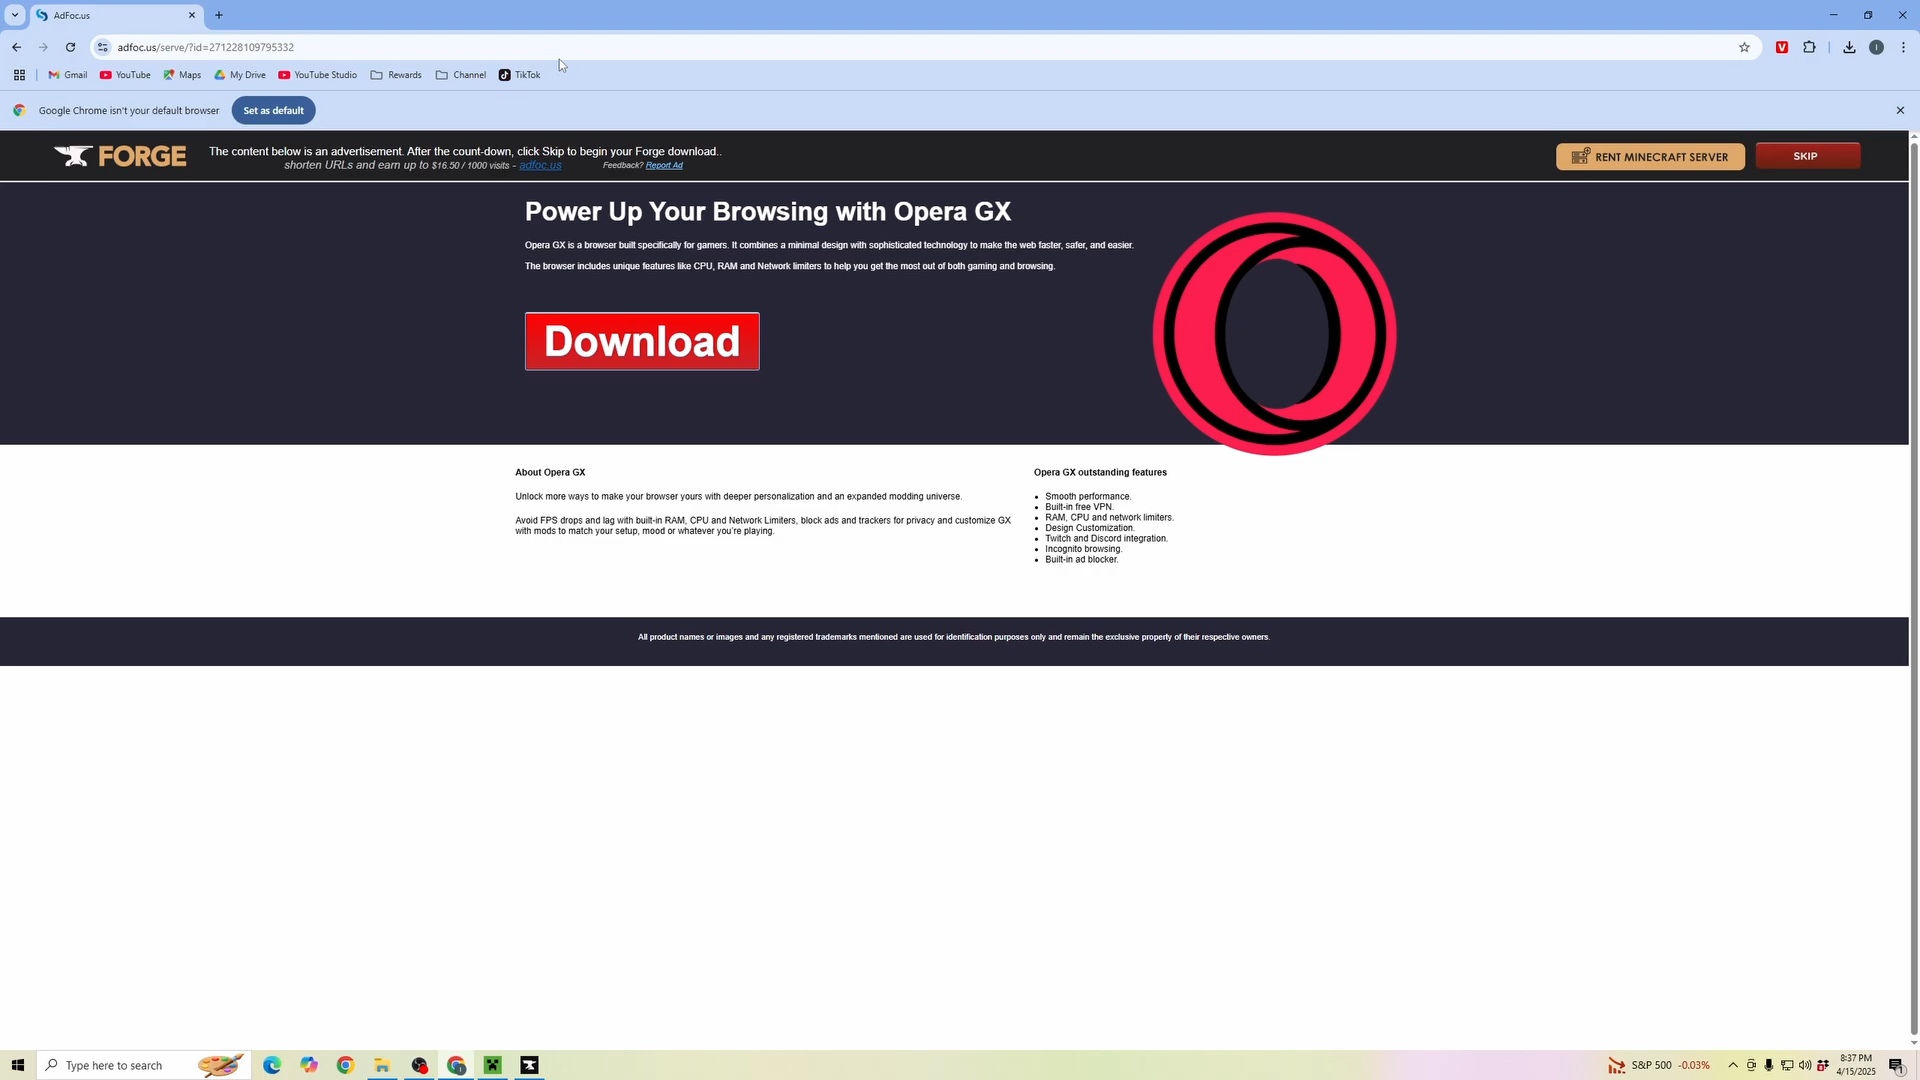 AdFoc.us
adfoc.us/serve/?id=271228109795332
Gmail YouTube Maps My Drive YouTube Studio Rewards Channel TikTok
Google Chrome isn't your default browser Set as default
FORGE
The content below is an advertisement. After the count-down, click Skip to begin your Forge download..
shorten URLs and earn up to $16.50 / 1000 visits - adfoc.us Feedback? Report Ad
RENT MINECRAFT SERVER
SKIP
Power Up Your Browsing with Opera GX
Opera GX is a browser built specifically for gamers. It combines a minimal design with sophisticated technology to make the web faster, safer, and easier.
The browser includes unique features like CPU, RAM and Network limiters to help you get the most out of both gaming and browsing.
Download
About Opera GX
Unlock more ways to make your browser yours with deeper personalization and an expanded modding universe.
Avoid FPS drops and lag with built-in RAM, CPU and Network Limiters, block ads and trackers for privacy and customize GX
with mods to match your setup, mood or whatever you're playing.
Opera GX outstanding features
Smooth performance.
Built-in free VPN.
RAM, CPU and network limiters.
Design Customization.
Twitch and Discord integration.
Incognito browsing.
Built-in ad blocker.
All product names or images and any registered trademarks mentioned are used for identification purposes only and remain the exclusive property of their respective owners.
Type here to search
S&P 500 -0.03%
8:37 PM
4/15/2025